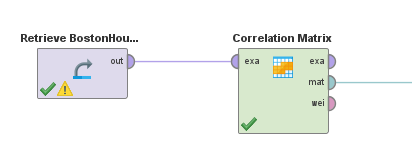 Retrieve BostonHou...
Correlation Matrix
out
exa
exa
mat
wei